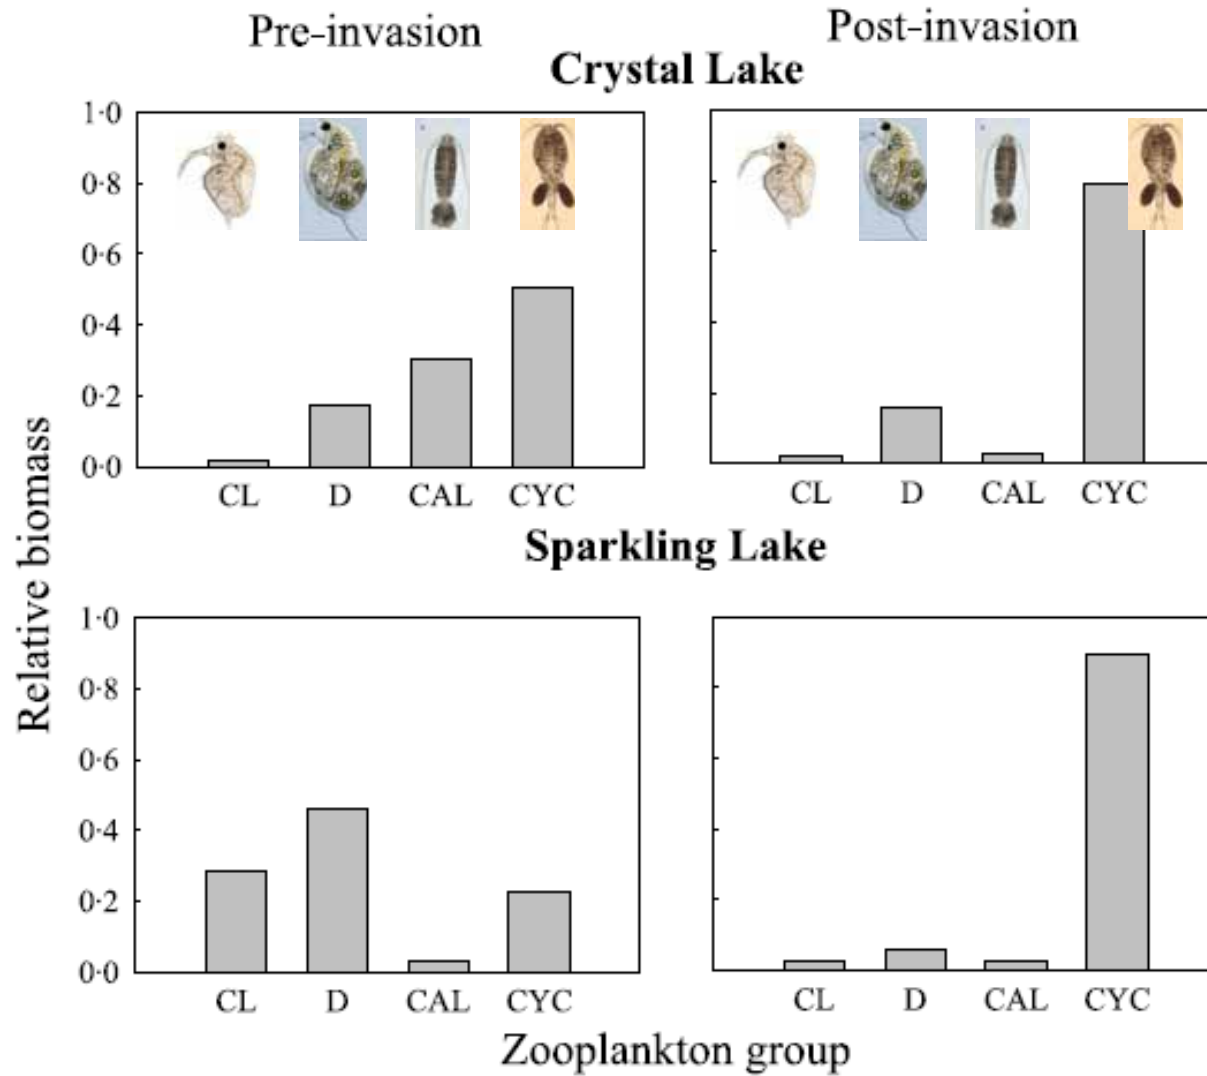 Pre-invasion Post-invasion
Crystal Lake
1·0
0·8
0·6
0·4
0·2
0·0
CL D CAL CYC CL D CAL CYC
Sparkling Lake
1·0
0·8
0·6
0·4
0·2
0·0
CL D CAL CYC CL D CAL CYC
Relative biomass
Zooplankton group